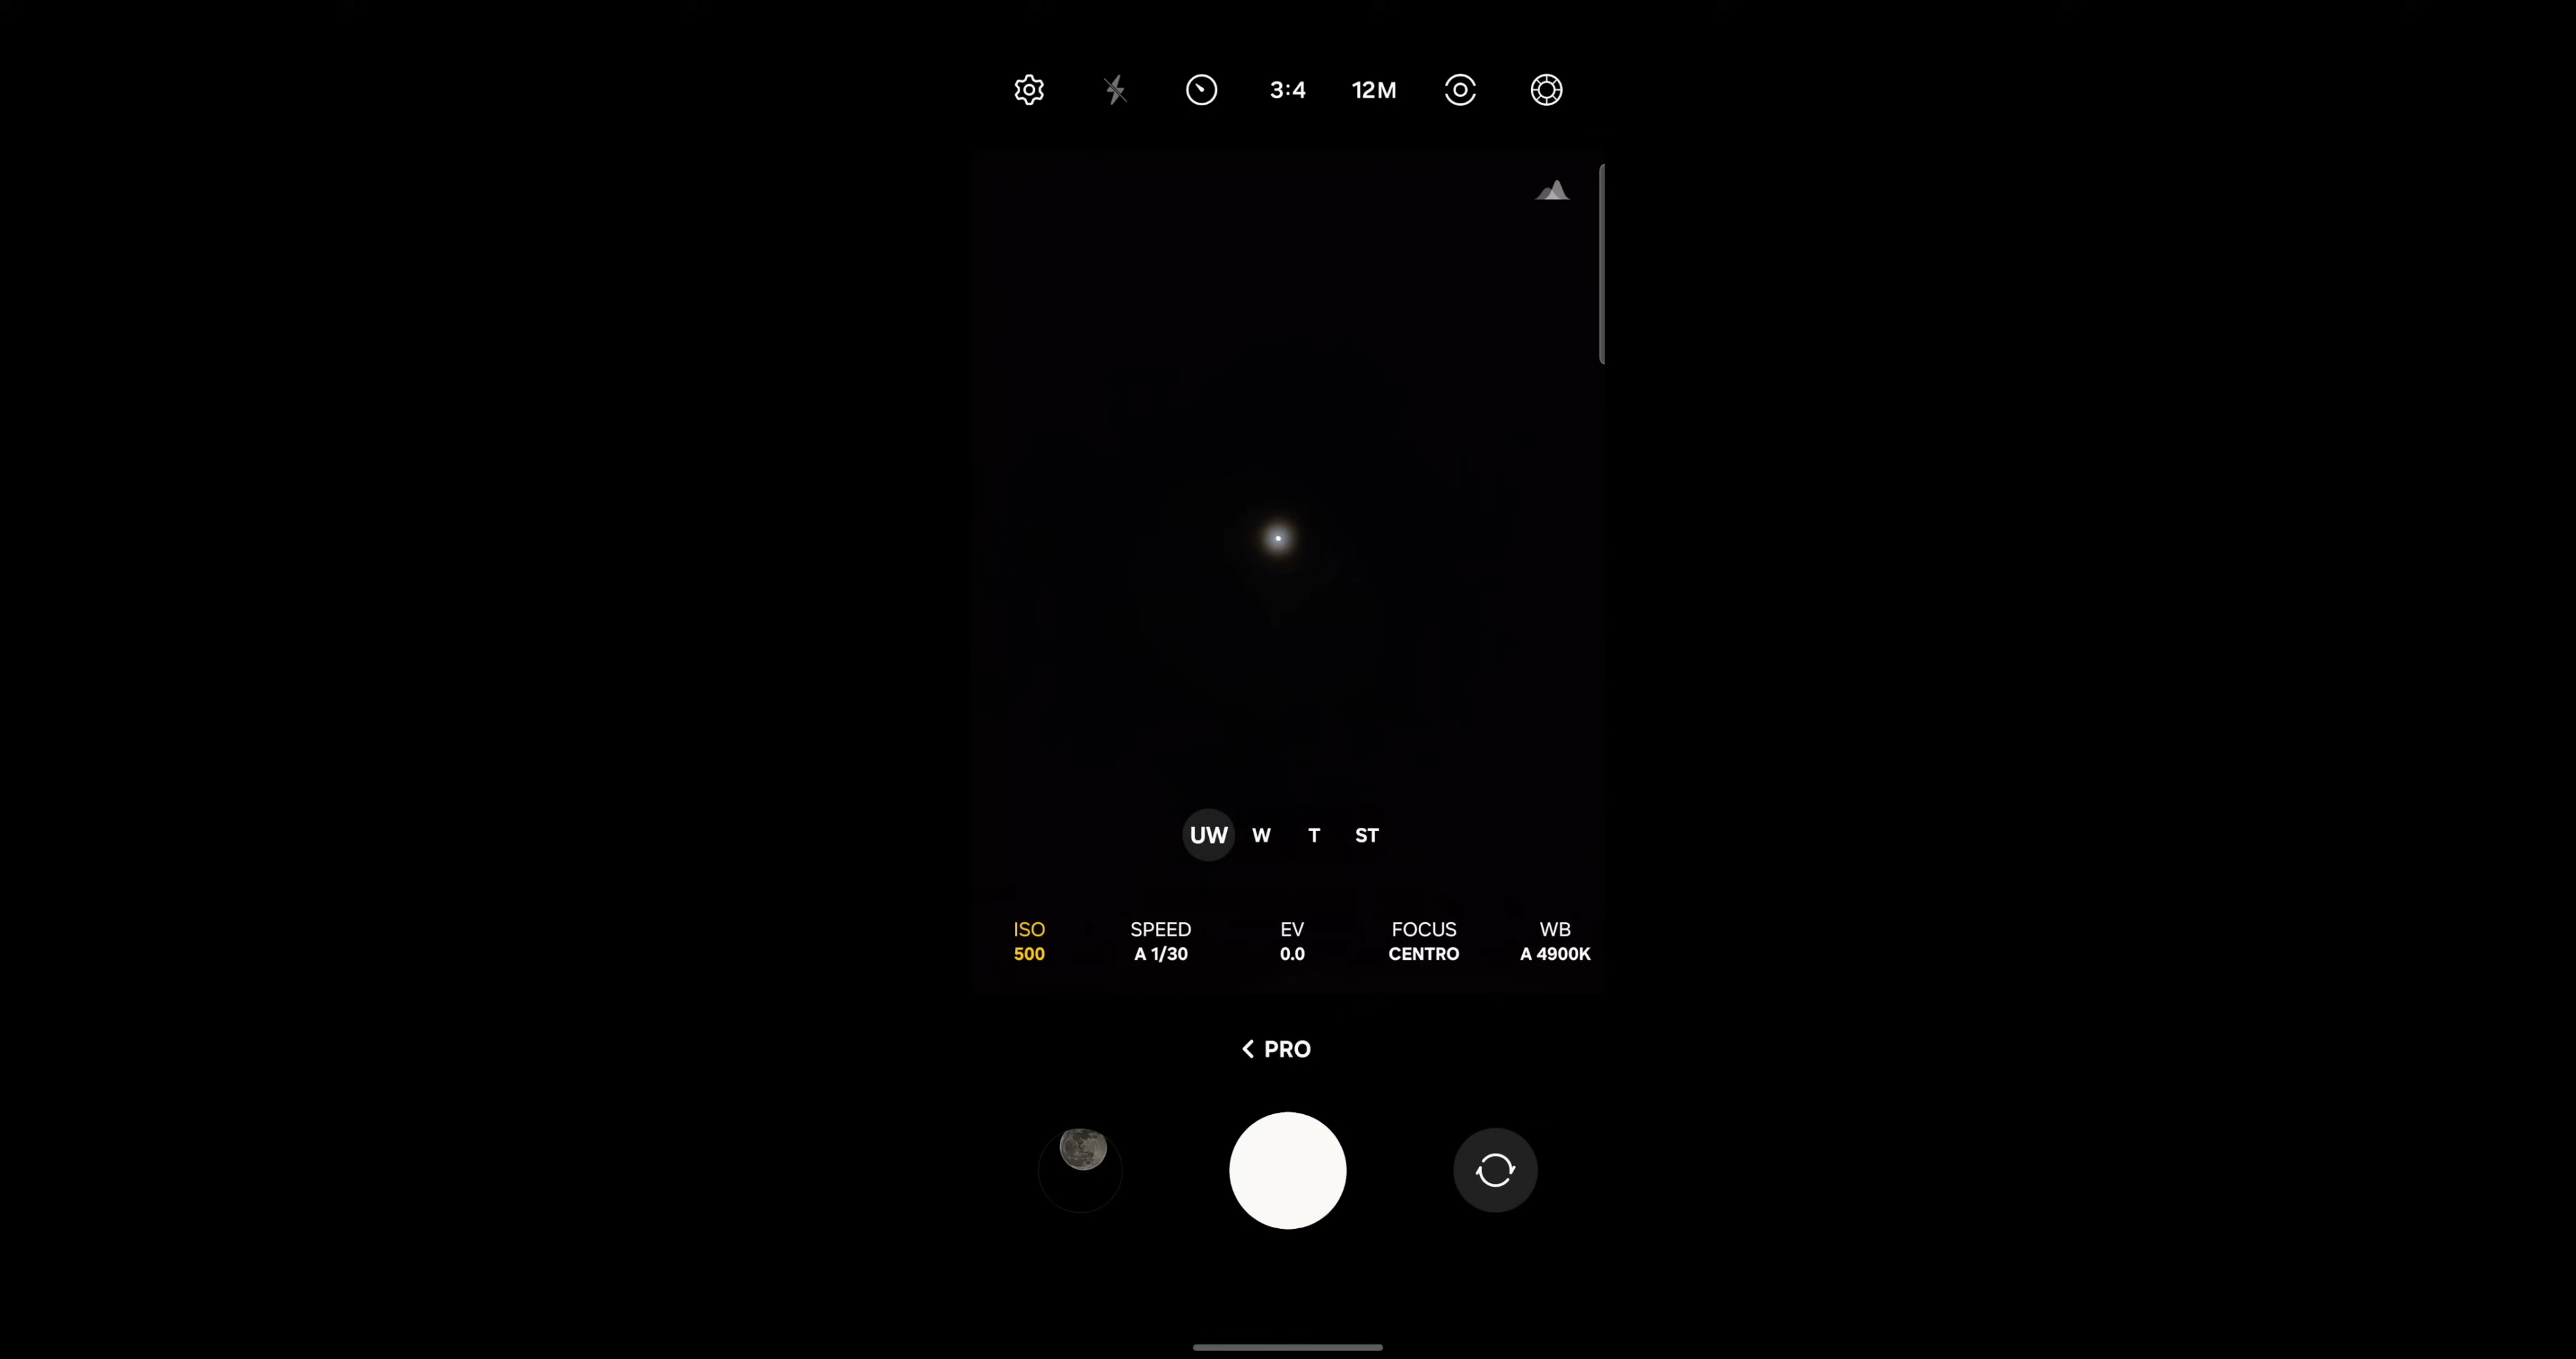 3:4 12M
UW W T ST
ISO SPEED EV FOCUS WB
500 A 1/30 0.0 CENTRO A 4900K
PRO